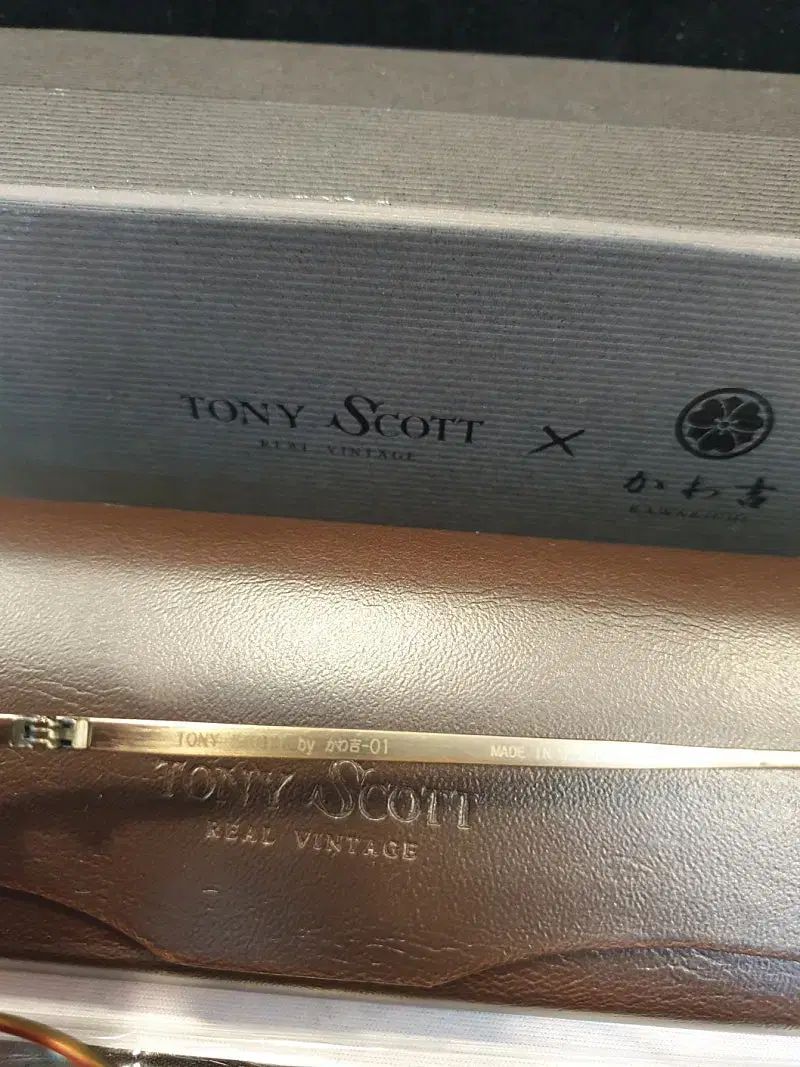 TONY SCOTT
REAL VINTAGE
×
かわ吉
KAWAKICHI
TONY by かわ吉-01
MADE IN
TONY SCOTT
REAL VINTAGE